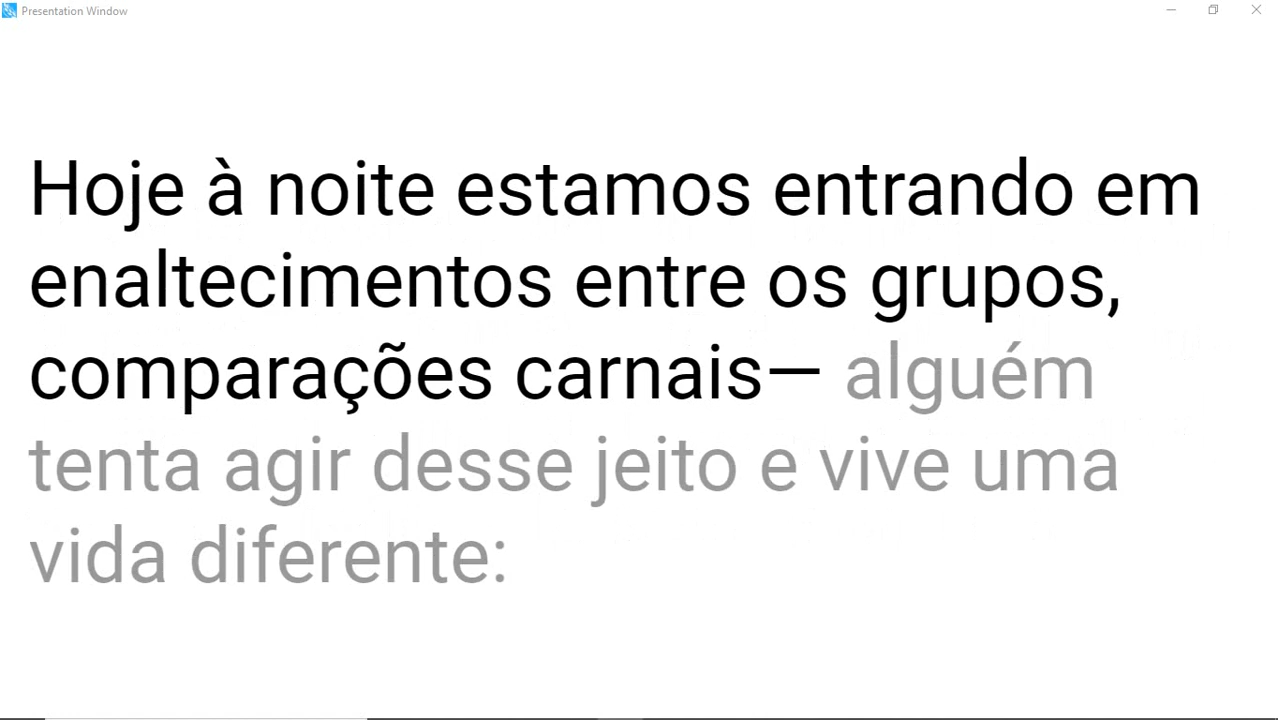 Presentation Window
Hoje à noite estamos entrando em
enaltecimentos entre os grupos,
comparações carnais— alguém
tenta agir desse jeito e vive uma
vida diferente: